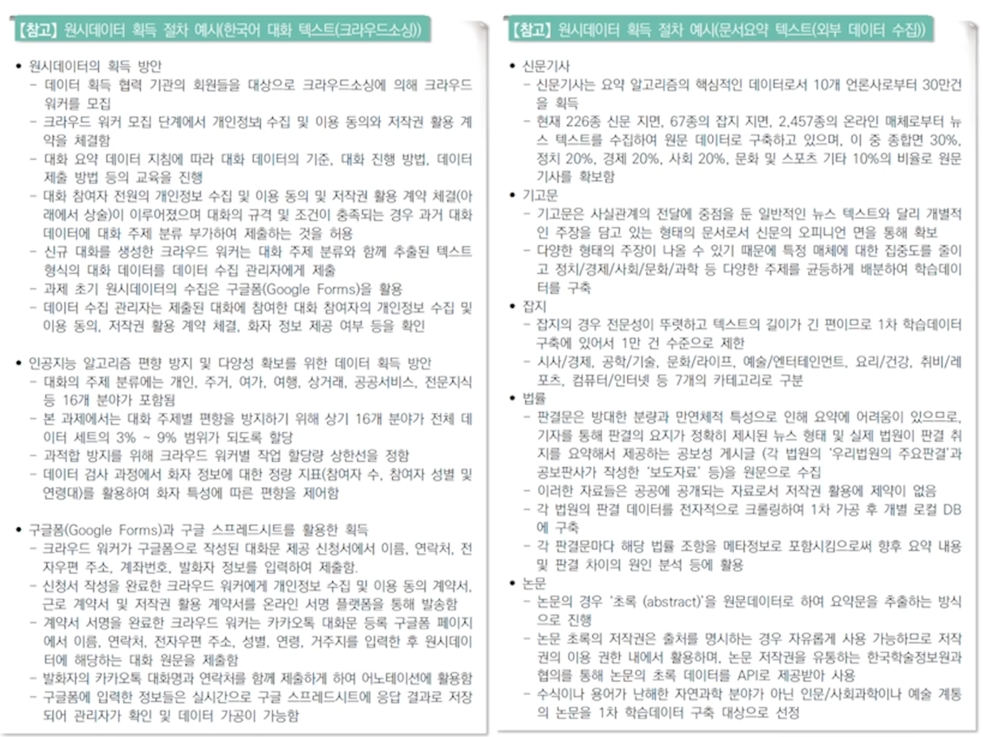 【참고】 원시데이터 획득 절차 예시(한국어 대화 텍스트(크라우드소싱))
• 원시데이터의 획득 방안
– 데이터 획득 협력 기관의 회원들을 대상으로 크라우드소싱에 의해 크라우드
워커를 모집
– 크라우드 워커 모집 단계에서 개인정보 수집 및 이용 동의와 저작권 활용 계
약을 체결함
– 대화 요약 데이터 지침에 따라 대화 데이터의 기준, 대화 진행 방법, 데이터
제출 방법 등의 교육을 진행
– 대화 참여자 전원의 개인정보 수집 및 이용 동의 및 저작권 활용 계약 체결(아
래에서 상술)이 이루어졌으며 대화의 규격 및 조건이 충족되는 경우 과거 대화
데이터에 대화 주제 분류 부가하여 제출하는 것을 허용
– 신규 대화를 생성한 크라우드 워커는 대화 주제 분류와 함께 추출된 텍스트
형식의 대화 데이터를 데이터 수집 관리자에게 제출
– 과제 초기 원시데이터의 수집은 구글폼(Google Forms)을 활용
– 데이터 수집 관리자는 제출된 대화에 참여한 대화 참여자의 개인정보 수집 및
이용 동의, 저작권 활용 계약 체결, 화자 정보 제공 여부 등을 확인
• 인공지능 알고리즘 편향 방지 및 다양성 확보를 위한 데이터 획득 방안
– 대화의 주제 분류에는 개인, 주거, 여가, 여행, 상거래, 공공서비스, 전문지식
등 16개 분야가 포함됨
– 본 과제에서는 대화 주제별 편향을 방지하기 위해 상기 16개 분야가 전체 데
이터 세트의 3% ~ 9% 범위가 되도록 할당
– 과적합 방지를 위해 크라우드 워커별 작업 할당량 상한선을 정함
– 데이터 검사 과정에서 화자 정보에 대한 정량 지표(참여자 수, 참여자 성별 및
연령대)를 활용하여 화자 특성에 따른 편향을 제어함
• 구글폼(Google Forms)과 구글 스프레드시트를 활용한 획득
– 크라우드 워커가 구글폼으로 작성된 대화문 제공 신청서에서 이름, 연락처, 전
자우편 주소, 계좌번호, 발화자 정보를 입력하여 제출함.
– 신청서 작성을 완료한 크라우드 워커에게 개인정보 수집 및 이용 동의 계약서,
근로 계약서 및 저작권 활용 계약서를 온라인 서명 플랫폼을 통해 발송함
– 계약서 서명을 완료한 크라우드 워커는 카카오톡 대화문 등록 구글폼 페이지
에서 이름, 연락처, 전자우편 주소, 성별, 연령, 거주지를 입력한 후 원시데이
터에 해당하는 대화 원문을 제출함
– 발화자의 카카오톡 대화명과 연락처를 함께 제출하게 하여 어노테이션에 활용함
– 구글폼에 입력한 정보들은 실시간으로 구글 스프레드시트에 응답 결과로 저장
되어 관리자가 확인 및 데이터 가공이 가능함
【참고】 원시데이터 획득 절차 예시(문서요약 텍스트(외부 데이터 수집))
• 신문기사
– 신문기사는 요약 알고리즘의 핵심적인 데이터로서 10개 언론사로부터 30만건
을 획득
– 현재 226종 신문 지면, 67종의 잡지 지면, 2,457종의 온라인 매체로부터 뉴
스 텍스트를 수집하여 원문 데이터로 구축하고 있으며, 이 중 종합면 30%,
정치 20%, 경제 20%, 사회 20%, 문화 및 스포츠 기타 10%의 비율로 원문
기사를 확보함
• 기고문
– 기고문은 사실관계의 전달에 중점을 둔 일반적인 뉴스 텍스트와 달리 개별적
인 주장을 담고 있는 형태의 문서로서 신문의 오피니언 면을 통해 확보
– 다양한 형태의 주장이 나올 수 있기 때문에 특정 매체에 대한 집중도를 줄이
고 정치/경제/사회/문화/과학 등 다양한 주제를 균등하게 배분하여 학습데이
터를 구축
• 잡지
– 잡지의 경우 전문성이 뚜렷하고 텍스트의 길이가 긴 편이므로 1차 학습데이터
구축에 있어서 1만 건 수준으로 제한
– 시사/경제, 공학/기술, 문화/라이프, 예술/엔터테인먼트, 요리/건강, 취비/레
포츠, 컴퓨터/인터넷 등 7개의 카테고리로 구분
• 법률
– 판결문은 방대한 분량과 만연체적 특성으로 인해 요약에 어려움이 있으므로,
기자를 통해 판결의 요지가 정확히 제시된 뉴스 형태 및 실제 법원이 판결 취
지를 요약해서 제공하는 공보성 게시글 (각 법원의 '우리법원의 주요판결'과
공보판사가 작성한 '보도자료' 등)을 원문으로 수집
– 이러한 자료들은 공공에 공개되는 자료로서 저작권 활용에 제약이 없음
– 각 법원의 판결 데이터를 전자적으로 크롤링하여 1차 가공 후 개별 로컬 DB
에 구축
– 각 판결문마다 해당 법률 조항을 메타정보로 포함시킴으로써 향후 요약 내용
및 판결 차이의 원인 분석 등에 활용
• 논문
– 논문의 경우 '초록 (abstract)'을 원문데이터로 하여 요약문을 추출하는 방식
으로 진행
– 논문 초록의 저작권은 출처를 명시하는 경우 자유롭게 사용 가능하므로 저작
권의 이용 권한 내에서 활용하며, 논문 저작권을 유통하는 한국학술정보원과
협의를 통해 논문의 초록 데이터를 API로 제공받아 사용
– 수식이나 용어가 난해한 자연과학 분야가 아닌 인문/사회과학이나 예술 계통
의 논문을 1차 학습데이터 구축 대상으로 선정